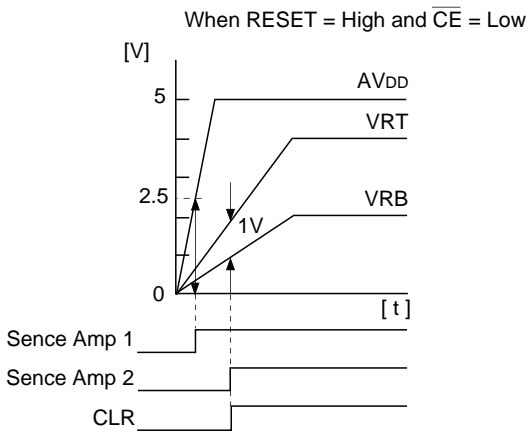 When RESET = High and CE = Low
[V]
5
AVDD
VRT
2.5
VRB
1V
0
[ t ]
Sence Amp 1
Sence Amp 2
CLR